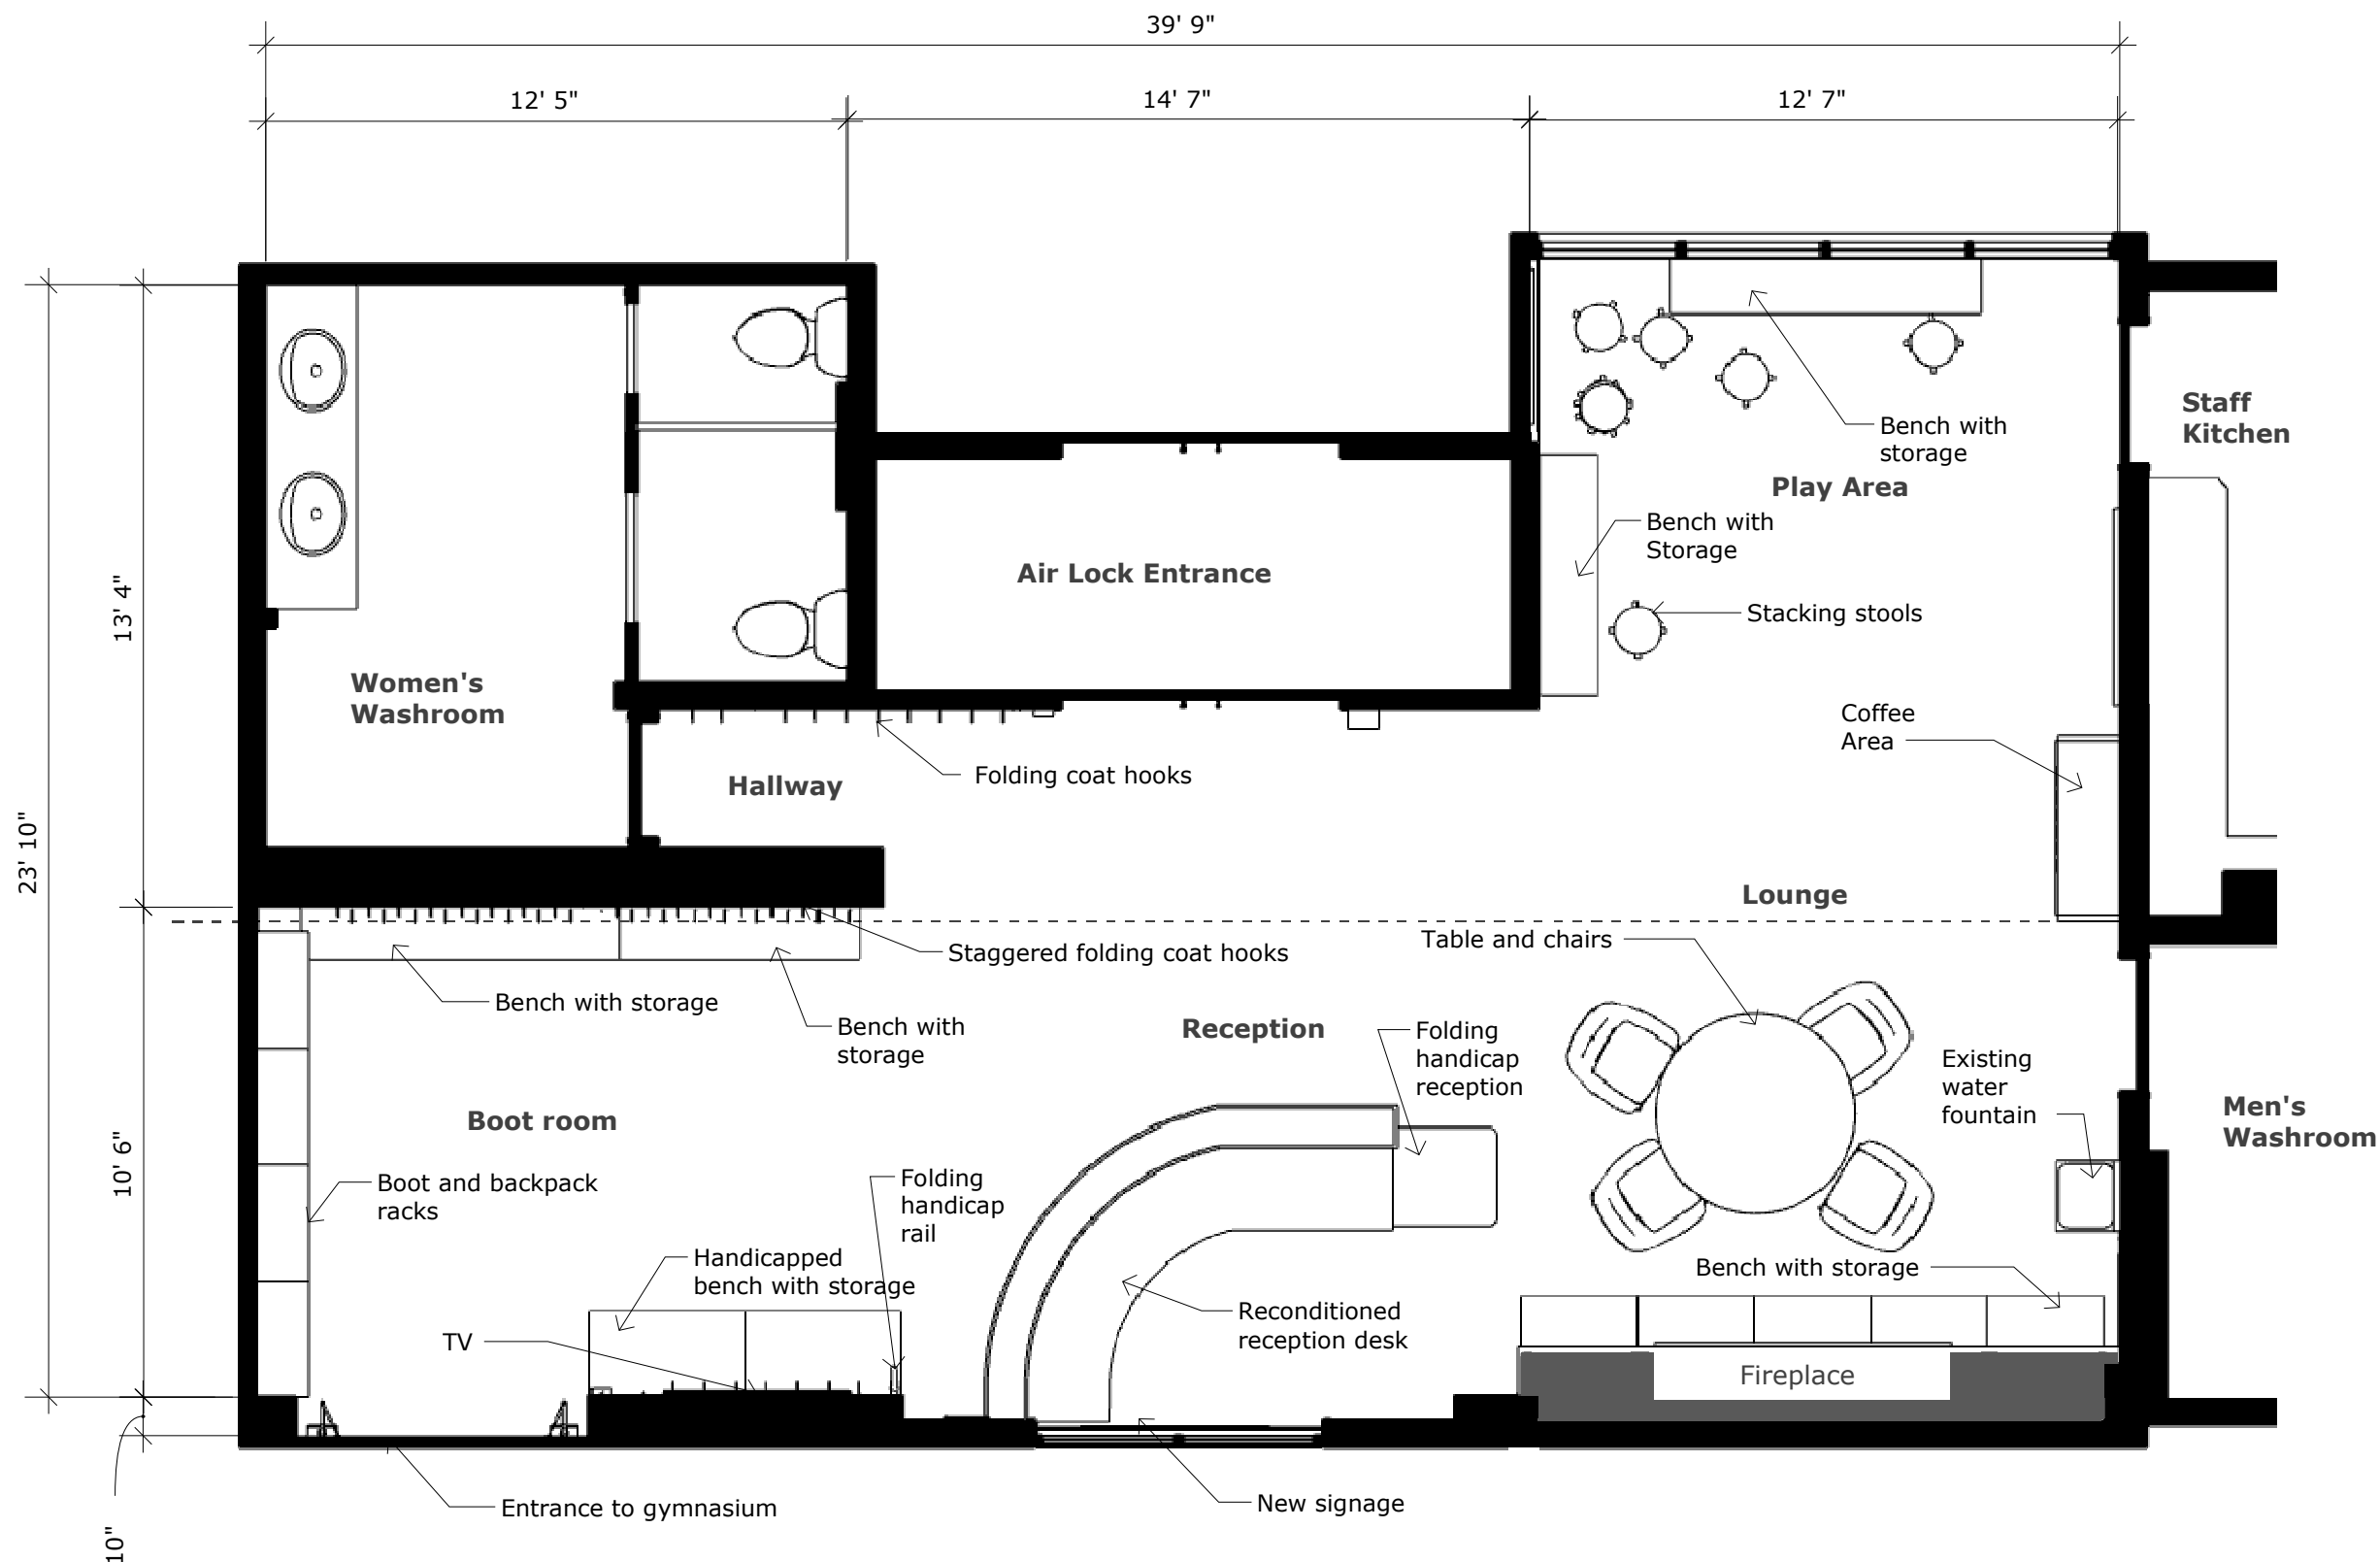 39' 9"
12' 5"
14' 7"
12' 7"
Staff
Kitchen
Bench with
storage
Play Area
Bench with
Storage
Air Lock Entrance
Stacking stools
13' 4"
Women's
Washroom
Coffee
Area
Folding coat hooks
Hallway
23' 10"
Lounge
Table and chairs
Staggered folding coat hooks
Bench with storage
Bench with
storage
Reception
Folding
handicap
reception
Existing
water
fountain
Men's
Washroom
Boot room
10' 6"
Boot and backpack
racks
Folding
handicap
rail
Handicapped
bench with storage
Bench with storage
Reconditioned
reception desk
TV
Fireplace
Entrance to gymnasium
New signage
10"